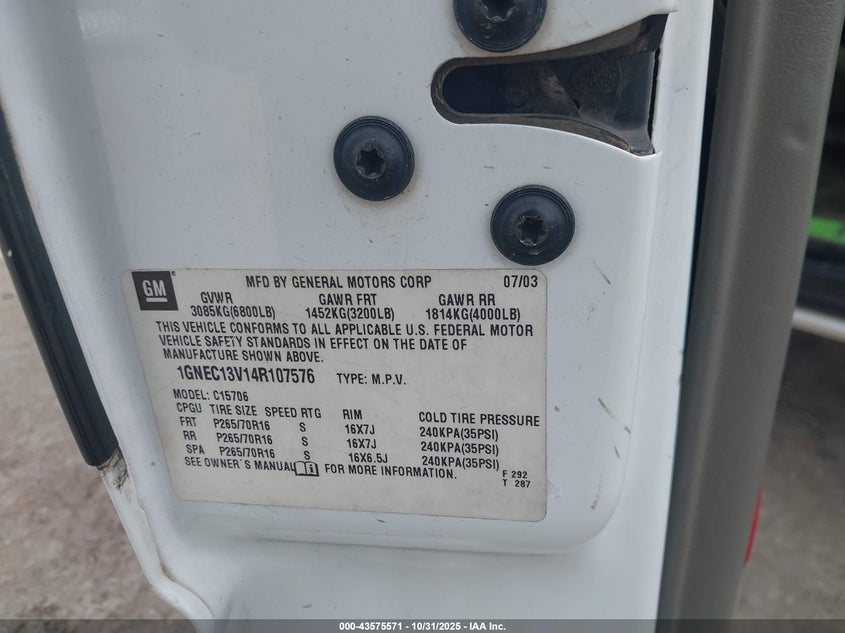 GM
MFD BY GENERAL MOTORS CORP 07/03
GVWR GAWR FRT GAWR RR
3085KG(6800LB) 1452KG(3200LB) 1814KG(4000LB)
THIS VEHICLE CONFORMS TO ALL APPLICABLE U.S. FEDERAL MOTOR
VEHICLE SAFETY STANDARDS IN EFFECT ON THE DATE OF
MANUFACTURE SHOWN ABOVE.
1GNEC13V14R107576 TYPE: M.P.V.
MODEL: C15706
CPGU TIRE SIZE SPEED RTG RIM COLD TIRE PRESSURE
FRT P265/70R16 S 16X7J 240KPA(35PSI)
RR P265/70R16 S 16X7J 240KPA(35PSI)
SPA P265/70R16 S 16X6.5J 240KPA(35PSI)
SEE OWNER'S MANUAL FOR MORE INFORMATION.
F 292
T 287
000-43575571 | 10/31/2025 - IAA Inc.